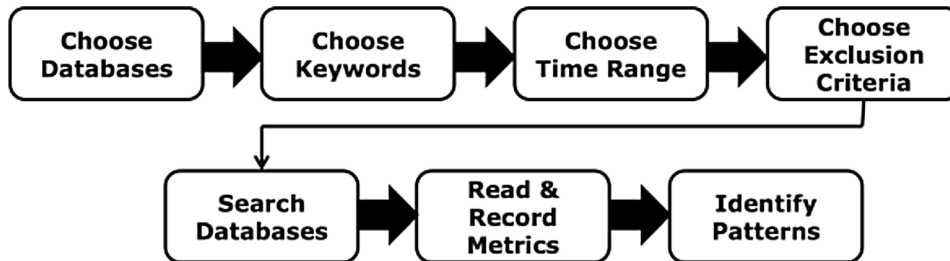 Choose
Databases
Choose
Keywords
Choose
Time Range
Choose
Exclusion
Criteria
Search
Databases
Read &
Record
Metrics
Identify
Patterns